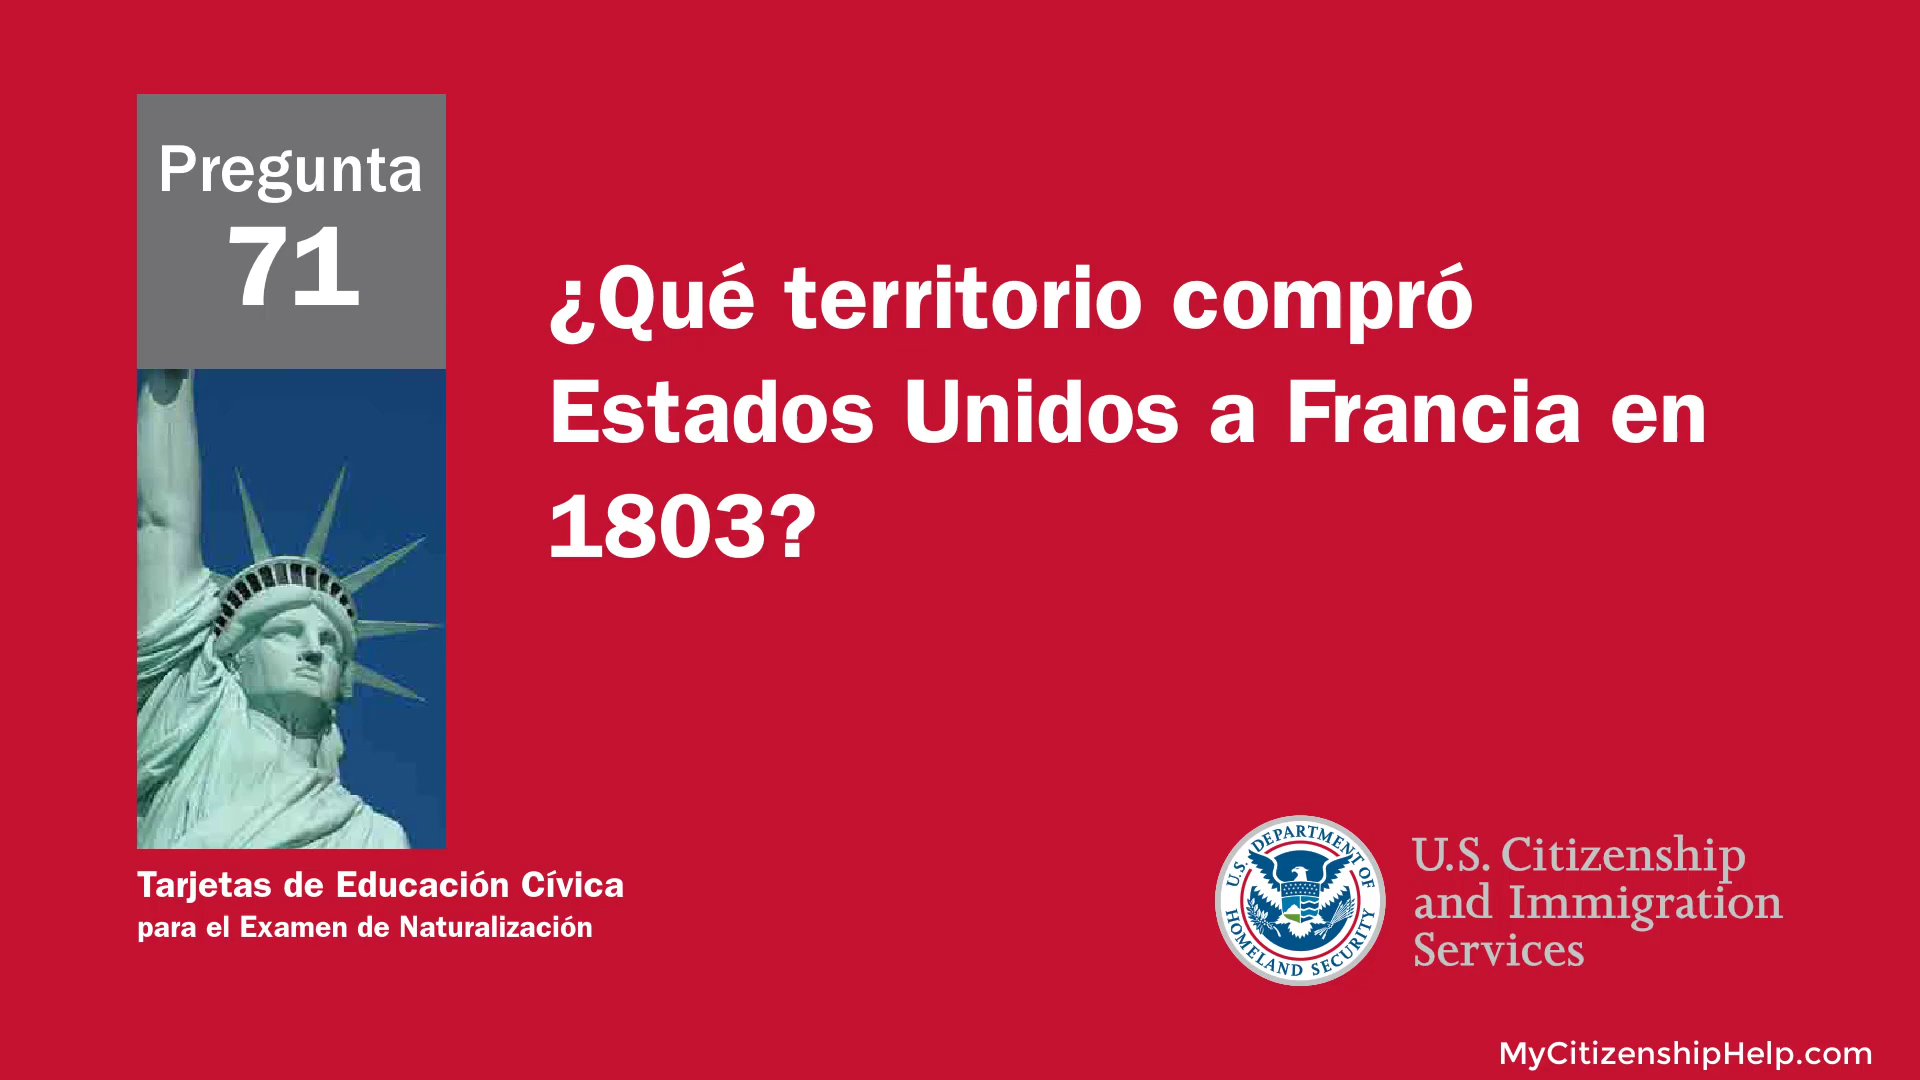 Pregunta
71
¿Qué territorio compró
Estados Unidos a Francia en
1803?
Tarjetas de Educación Cívica
para el Examen de Naturalización
U.S. DEPARTMENT OF
HOMELAND SECURITY
U.S. Citizenship
and Immigration
Services
MyCitizenshipHelp.com